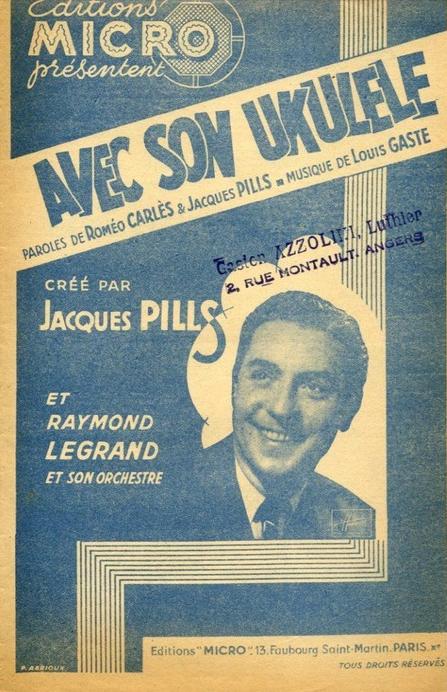 Editions
MICRO
présentent
AVEC SON UKULELE
PAROLES DE ROMÉO CARLÈS & JACQUES PILLS = MUSIQUE DE LOUIS GASTE
Gaston AZZOLINI, Luthier
2, RUE MONTAULT. ANGERS
CRÉÉ PAR
JACQUES PILLS
ET
RAYMOND
LEGRAND
ET SON ORCHESTRE
Editions "MICRO". 13, Faubourg Saint-Martin. PARIS. Xe
TOUS DROITS RÉSERVÉS
P. ABRIOUX